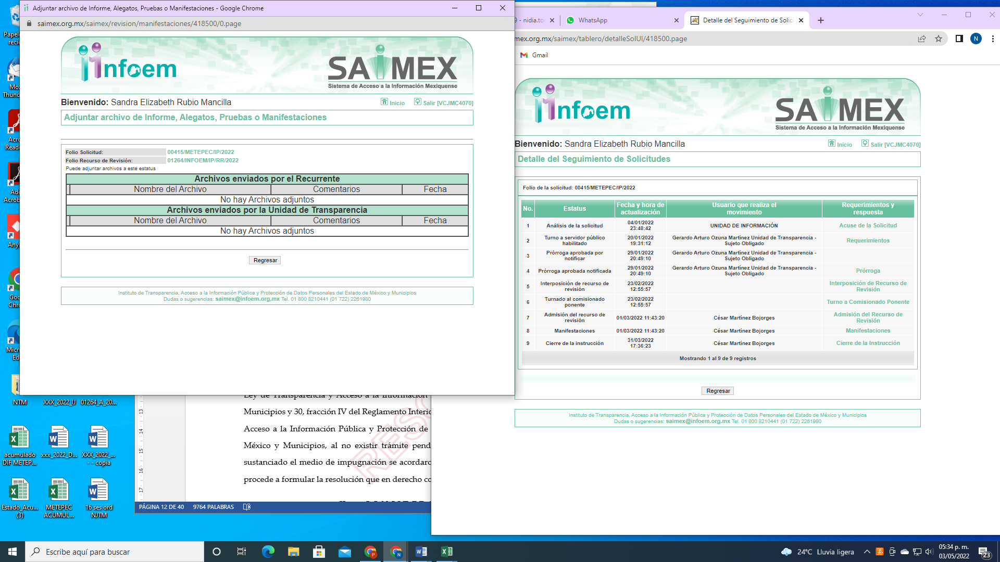 Adjuntar archivo de Informe, Alegatos, Pruebas o Manifestaciones - Google Chrome
saimex.org.mx/saimex/revision/manifestaciones/418500/0.page
infoem
SAIMEX
Sistema de Acceso a la Información Mexiquense
Bienvenido: Sandra Elizabeth Rubio Mancilla
Inicio Salir [VCJMC4070]
Adjuntar archivo de Informe, Alegatos, Pruebas o Manifestaciones
Folio Solicitud: 00415/METEPEC/IP/2022
Folio Recurso de Revisión: 01264/INFOEM/IP/RR/2022
Puede adjuntar archivos a este estatus
Archivos enviados por el Recurrente
Nombre del Archivo Comentarios Fecha
No hay Archivos adjuntos
Archivos enviados por la Unidad de Transparencia
Nombre del Archivo Comentarios Fecha
No hay Archivos adjuntos
Regresar
Instituto de Transparencia, Acceso a la Información Pública y Protección de Datos Personales del Estado de México y Municipios
Dudas o sugerencias: saimex@infoem.org.mx Tel. 01 800 8210441 (01 722) 2261980
9 - nidia.to
WhatsApp
Detalle del Seguimiento de Solic
mex.org.mx/saimex/tablero/detalleSolUI/418500.page
N
Gmail
infoem
SAIMEX
Sistema de Acceso a la Información Mexiquense
Bienvenido: Sandra Elizabeth Rubio Mancilla
Inicio Salir [VCJMC4070]
Detalle del Seguimiento de Solicitudes
Folio de la solicitud: 00415/METEPEC/IP/2022
No. Estatus Fecha y hora de actualización Usuario que realiza el movimiento Requerimientos y respuesta
1 Análisis de la solicitud 04/01/2022 23:48:42 UNIDAD DE INFORMACIÓN Acuse de la Solicitud
2 Turno a servidor público habilitado 20/01/2022 19:31:12 Gerardo Arturo Ozuna Martínez Unidad de Transparencia - Sujeto Obligado Requerimientos
3 Prórroga aprobada por notificar 29/01/2022 20:49:10 Gerardo Arturo Ozuna Martínez Unidad de Transparencia - Sujeto Obligado
4 Prórroga aprobada notificada 29/01/2022 20:49:10 Gerardo Arturo Ozuna Martínez Unidad de Transparencia - Sujeto Obligado Prórroga
5 Interposición de recurso de revisión 23/02/2022 12:55:57 Interposición de Recurso de Revisión
6 Turnado al comisionado ponente 23/02/2022 12:55:57 Turno a Comisionado Ponente
7 Admisión del recurso de revisión 01/03/2022 11:43:20 César Martínez Bojorges Admisión del Recurso de Revisión
8 Manifestaciones 01/03/2022 11:43:20 César Martínez Bojorges Manifestaciones
9 Cierre de la instrucción 31/03/2022 17:36:23 César Martínez Bojorges Cierre de la Instrucción
Mostrando 1 al 9 de 9 registros
Regresar
Instituto de Transparencia, Acceso a la Información Pública y Protección de Datos Personales del Estado de México y Municipios
Dudas o sugerencias: saimex@infoem.org.mx Tel. 01 800 8210441 (01 722) 2261980
Ley de Transparencia y Acceso a la Información
Municipios y 30, fracción IV del Reglamento Interio
Acceso a la Información Pública y Protección de
México y Municipios, al no existir trámite pend
sustanciado el medio de impugnación se acordaro
procede a formular la resolución que en derecho co
RESO
13
14
15
16
17
PÁGINA 12 DE 40 9764 PALABRAS
Papel
reci
Mo
Thund
Acr
Read
Ado
Acroba
Any
Goo
Chr
Micr
Ed
NTM
XXX_2022_IJ
01264_A_20...
acumulado
DIF METEP...
xxx_2022_D...
XXX_2022_...
- - copia
Estado_Acu...
(3)
METEPEC
ACUMUL...
16 ses ord
NJTM
Escribe aquí para buscar
24°C Lluvia ligera
05:34 p. m.
03/05/2022
23